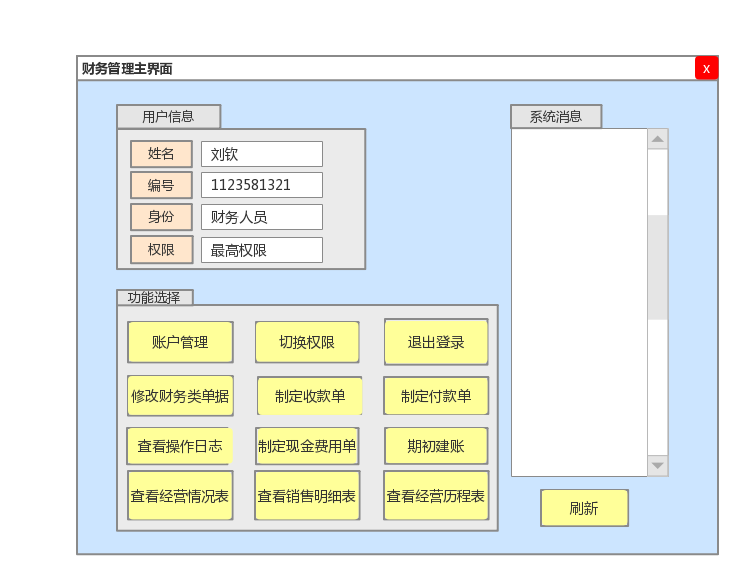 财务管理主界面
x
用户信息
系统消息
姓名 刘钦
编号 1123581321
身份 财务人员
权限 最高权限
功能选择
账户管理 切换权限 退出登录
修改财务类单据 制定收款单 制定付款单
查看操作日志 制定现金费用单 期初建账
查看经营情况表 查看销售明细表 查看经营历程表
刷新